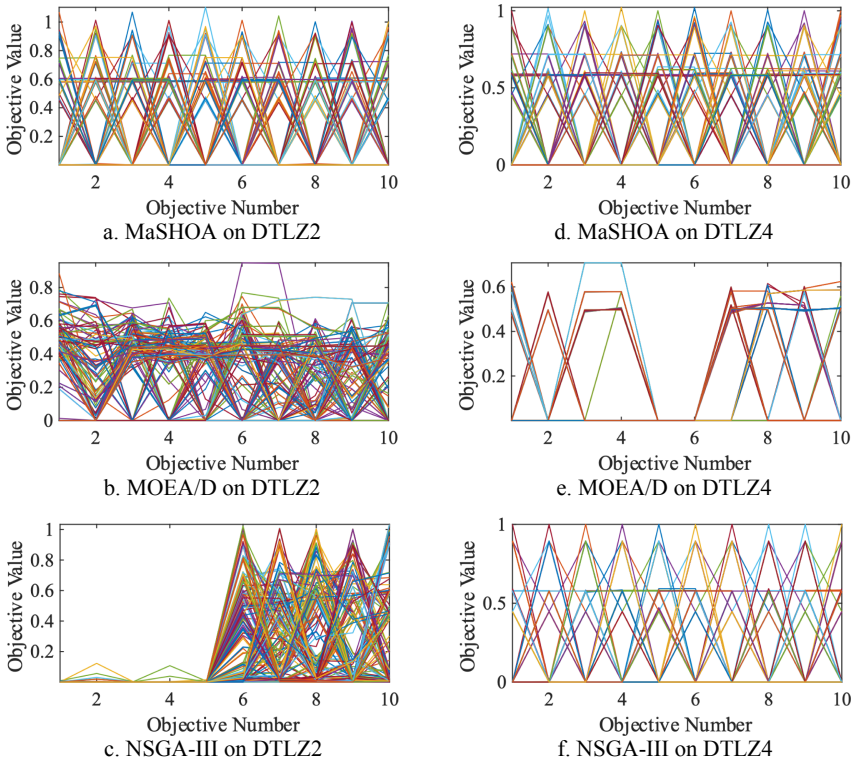 Objective Value
1
0.8
0.6
0.4
0.2
2 4 6 8 10
Objective Number
a. MaSHOA on DTLZ2
Objective Value
1
0.5
0
2 4 6 8 10
Objective Number
d. MaSHOA on DTLZ4
Objective Value
0.8
0.6
0.4
0.2
0
2 4 6 8 10
Objective Number
b. MOEA/D on DTLZ2
Objective Value
0.6
0.4
0.2
2 4 6 8 10
Objective Number
e. MOEA/D on DTLZ4
Objective Value
1
0.8
0.6
0.4
0.2
2 4 6 8 10
Objective Number
c. NSGA-III on DTLZ2
Objective Value
1
0.5
0
2 4 6 8 10
Objective Number
f. NSGA-III on DTLZ4